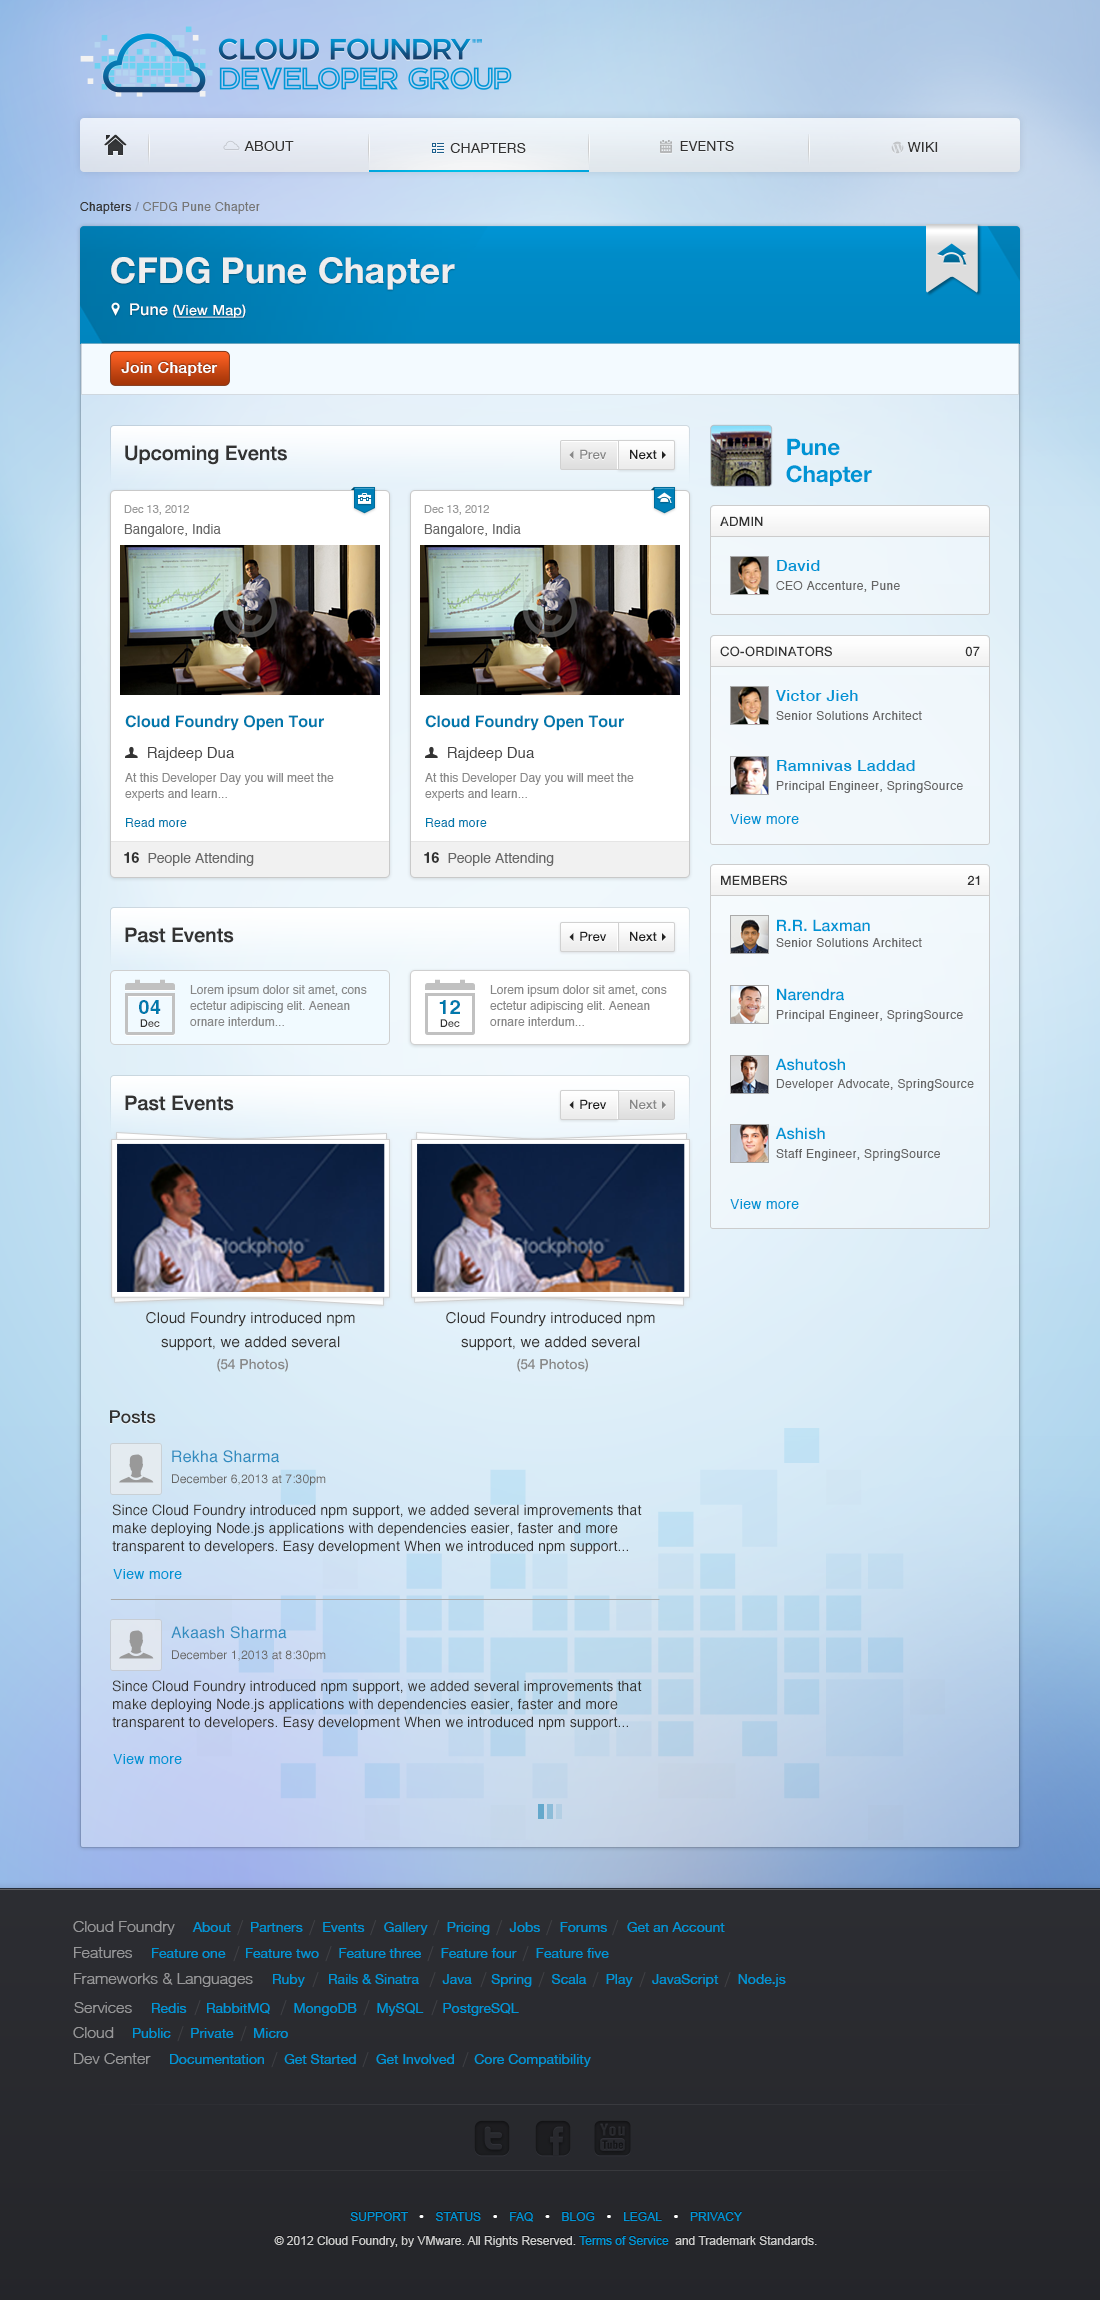 CLOUD FOUNDRY™
DEVELOPER GROUP
ABOUT
CHAPTERS
EVENTS
WIKI
Chapters / CFDG Pune Chapter
CFDG Pune Chapter
Pune (View Map)
Join Chapter
Upcoming Events
Prev
Next
Dec 13, 2012
Bangalore, India
Cloud Foundry Open Tour
Rajdeep Dua
At this Developer Day you will meet the
experts and learn...
Read more
16 People Attending
Dec 13, 2012
Bangalore, India
Cloud Foundry Open Tour
Rajdeep Dua
At this Developer Day you will meet the
experts and learn...
Read more
16 People Attending
Past Events
Prev
Next
04
Dec
Lorem ipsum dolor sit amet, cons
ectetur adipiscing elit. Aenean
ornare interdum...
12
Dec
Lorem ipsum dolor sit amet, cons
ectetur adipiscing elit. Aenean
ornare interdum...
Past Events
Prev
Next
iStockphoto™
Cloud Foundry introduced npm
support, we added several
(54 Photos)
iStockphoto™
Cloud Foundry introduced npm
support, we added several
(54 Photos)
Posts
Rekha Sharma
December 6,2013 at 7:30pm
Since Cloud Foundry introduced npm support, we added several improvements that
make deploying Node.js applications with dependencies easier, faster and more
transparent to developers. Easy development When we introduced npm support...
View more
Akaash Sharma
December 1,2013 at 8:30pm
Since Cloud Foundry introduced npm support, we added several improvements that
make deploying Node.js applications with dependencies easier, faster and more
transparent to developers. Easy development When we introduced npm support...
View more
Pune
Chapter
ADMIN
David
CEO Accenture, Pune
CO-ORDINATORS 07
Victor Jieh
Senior Solutions Architect
Ramnivas Laddad
Principal Engineer, SpringSource
View more
MEMBERS 21
R.R. Laxman
Senior Solutions Architect
Narendra
Principal Engineer, SpringSource
Ashutosh
Developer Advocate, SpringSource
Ashish
Staff Engineer, SpringSource
View more
Cloud Foundry About / Partners / Events / Gallery / Pricing / Jobs / Forums / Get an Account
Features Feature one / Feature two / Feature three / Feature four / Feature five
Frameworks & Languages Ruby / Rails & Sinatra / Java / Spring / Scala / Play / JavaScript / Node.js
Services Redis / RabbitMQ / MongoDB / MySQL / PostgreSQL
Cloud Public / Private / Micro
Dev Center Documentation / Get Started / Get Involved / Core Compatibility
You
Tube
SUPPORT • STATUS • FAQ • BLOG • LEGAL • PRIVACY
© 2012 Cloud Foundry, by VMware. All Rights Reserved. Terms of Service and Trademark Standards.